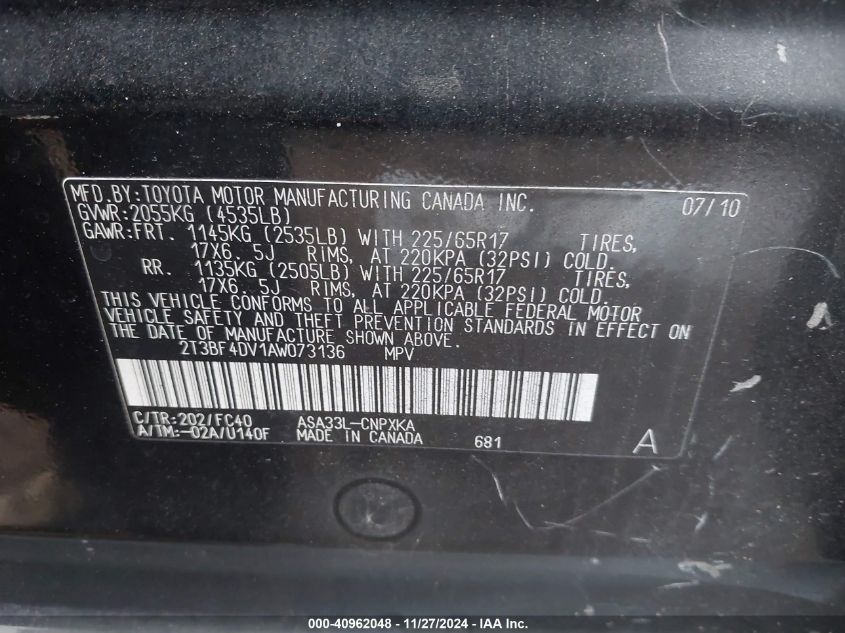 MFD.BY:TOYOTA MOTOR MANUFACTURING CANADA INC. 07/10
GVWR:2055KG (4535LB)
GAWR:FRT. 1145KG (2535LB) WITH 225/65R17 TIRES,
17X6.5J RIMS, AT 220KPA (32PSI) COLD.
RR. 1135KG (2505LB) WITH 225/65R17 TIRES,
17X6.5J RIMS, AT 220KPA (32PSI) COLD.
THIS VEHICLE CONFORMS TO ALL APPLICABLE FEDERAL MOTOR
VEHICLE SAFETY AND THEFT PREVENTION STANDARDS IN EFFECT ON
THE DATE OF MANUFACTURE SHOWN ABOVE.
2T3BF4DV1AW073136 MPV
C/TR:202/FC40 ASA33L-CNPXKA
A/TM:-02A/U140F MADE IN CANADA 681 A
000-40962048 - 11/27/2024 - IAA Inc.